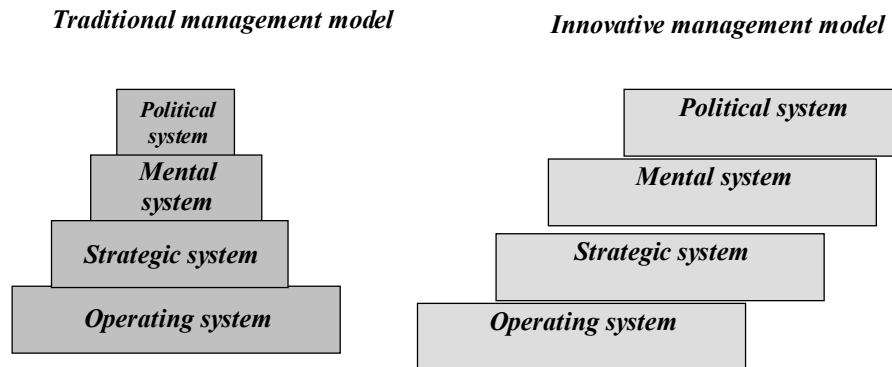 Traditional management model
Innovative management model
Political
system
Mental
system
Strategic system
Operating system
Political system
Mental system
Strategic system
Operating system